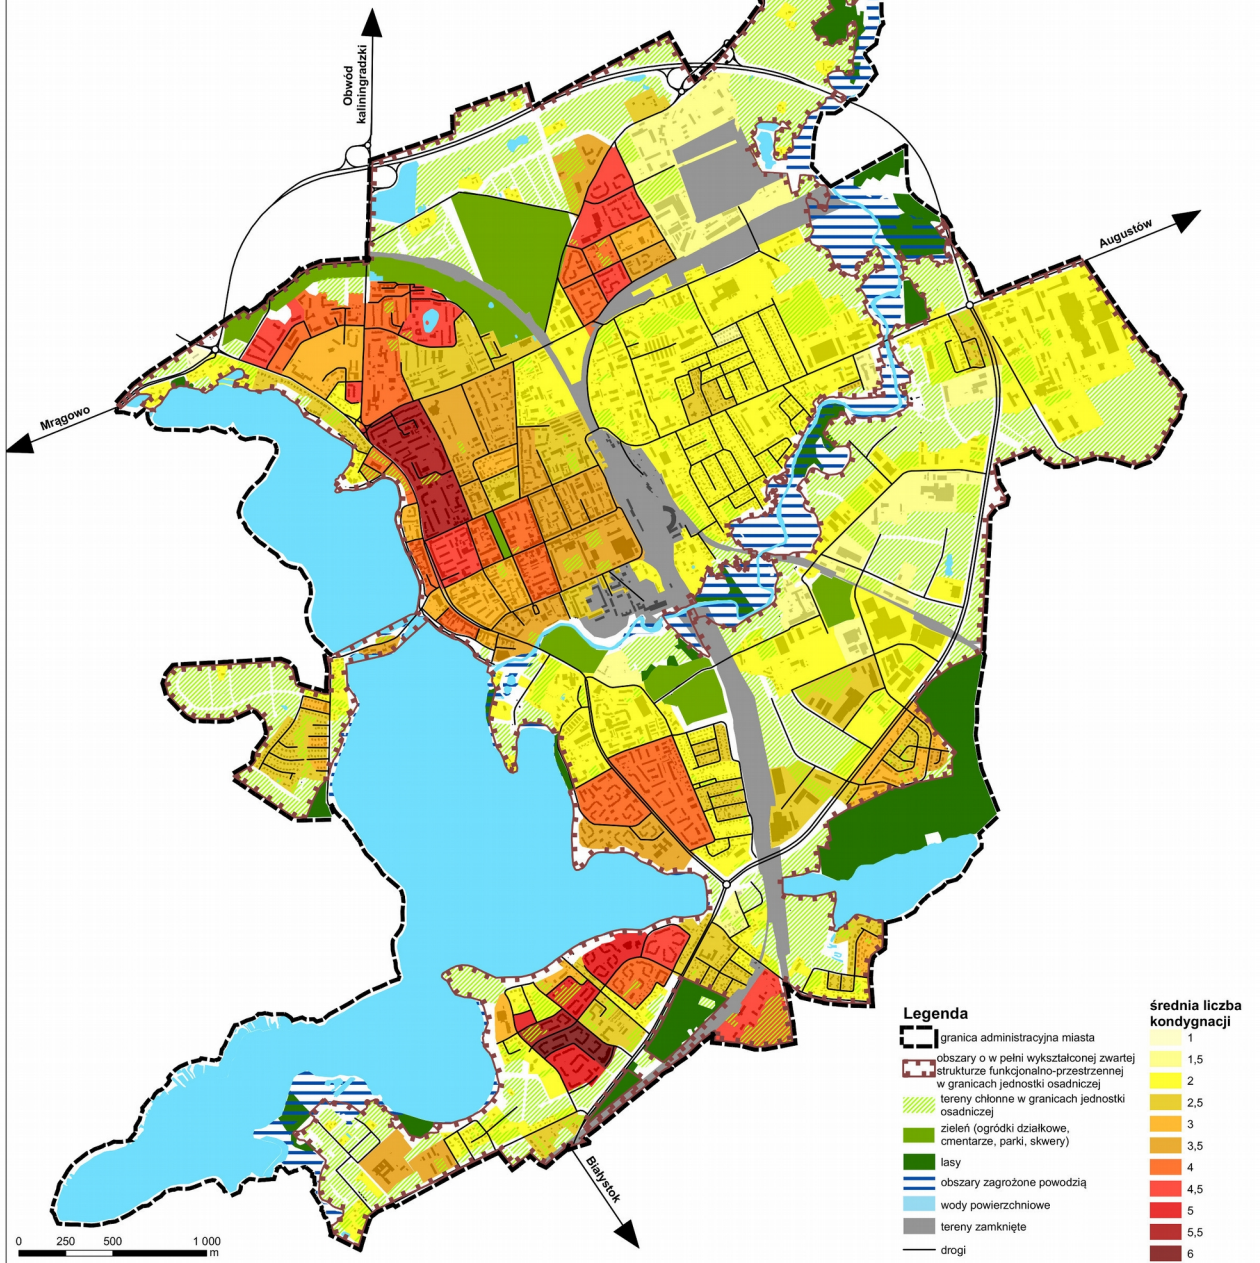 Obwód
kaliningradzki
Augustów
Mrągowo
Białystok
0 250 500 1 000
m
Legenda
granica administracyjna miasta
obszary o w pełni wykształconej zwartej
strukturze funkcjonalno-przestrzennej
w granicach jednostki osadniczej
tereny chłonne w granicach jednostki
osadniczej
zieleń (ogródki działkowe,
cmentarze, parki, skwery)
lasy
obszary zagrożone powodzią
wody powierzchniowe
tereny zamknięte
drogi
średnia liczba
kondygnacji
1
1,5
2
2,5
3
3,5
4
4,5
5
5,5
6